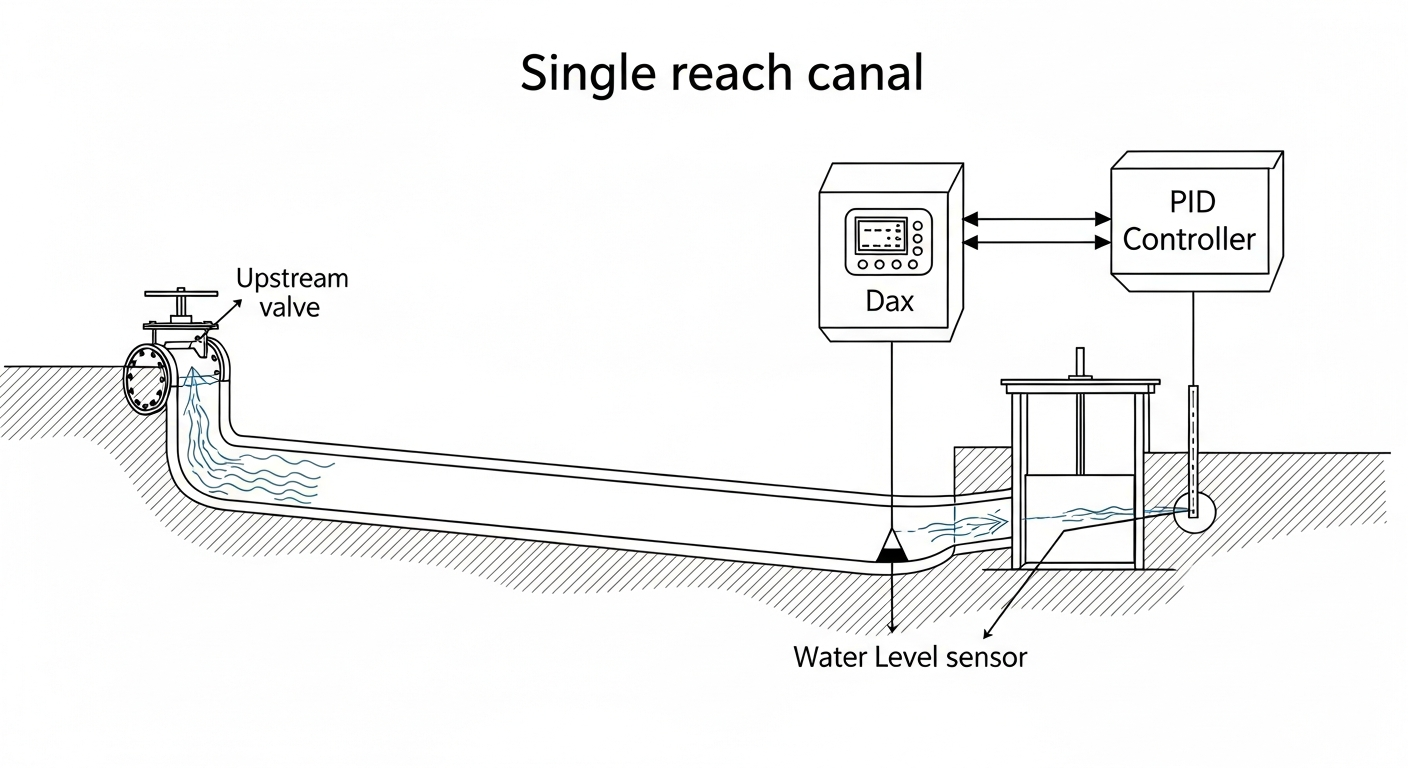 Single reach canal
Upstream
valve
Dax
PID
Controller
Water Level sensor